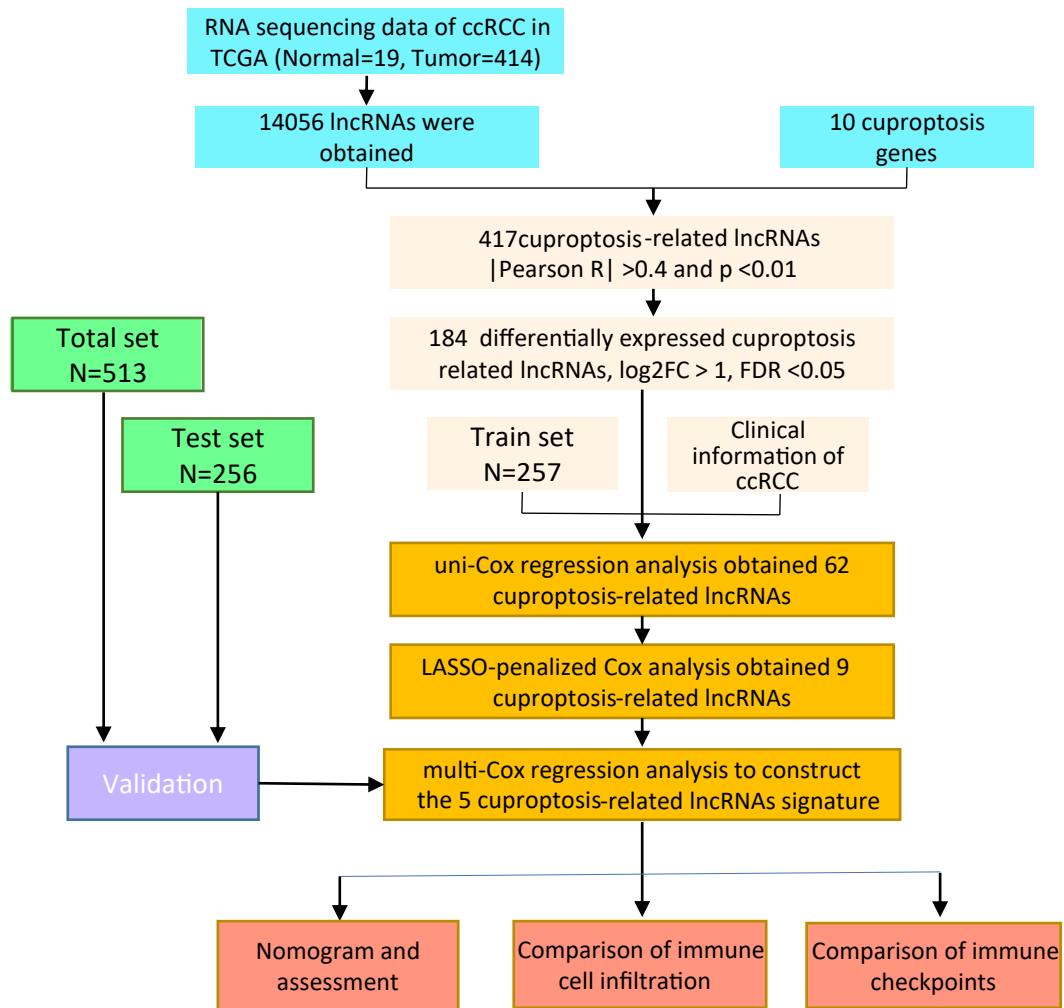 RNA sequencing data of ccRCC in
TCGA (Normal=19, Tumor=414)
14056 lncRNAs were
obtained
10 cuproptosis
genes
417cuproptosis-related lncRNAs
|Pearson R| >0.4 and p <0.01
Total set
N=513
184 differentially expressed cuproptosis
related lncRNAs, log2FC > 1, FDR <0.05
Test set
N=256
Train set
N=257
Clinical
information of
ccRCC
uni-Cox regression analysis obtained 62
cuproptosis-related lncRNAs
LASSO-penalized Cox analysis obtained 9
cuproptosis-related lncRNAs
Validation
multi-Cox regression analysis to construct
the 5 cuproptosis-related lncRNAs signature
Nomogram and
assessment
Comparison of immune
cell infiltration
Comparison of immune
checkpoints